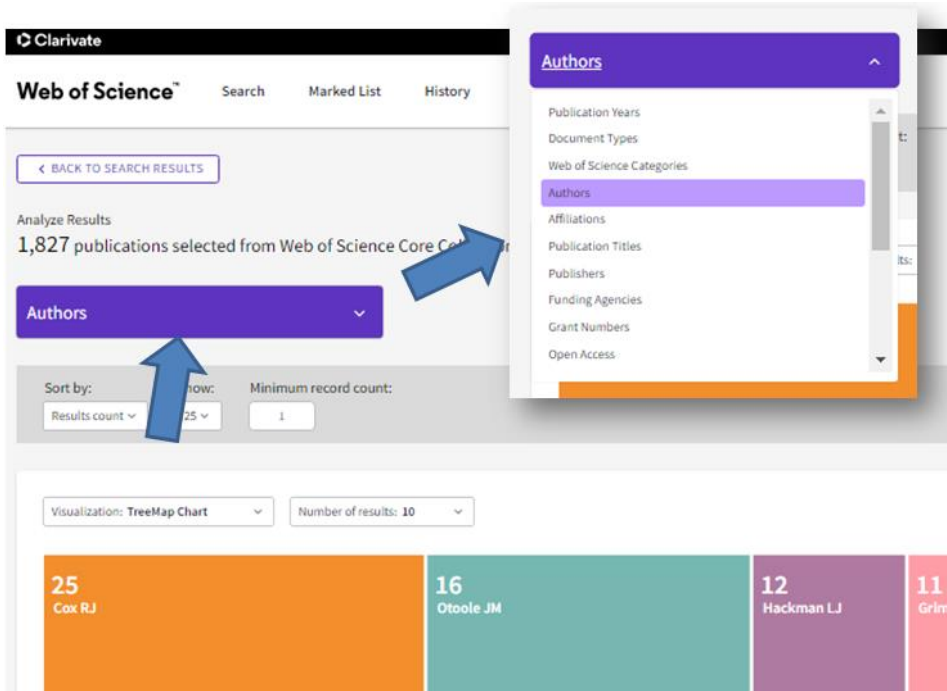 Clarivate
Web of Science™
Search
Marked List
History
BACK TO SEARCH RESULTS
Analyze Results
1,827 publications selected from Web of Science Core
Authors
Sort by:
Results count
25
Minimum record count:
1
Visualization: TreeMap Chart
Number of results: 10
25
Cox RJ
16
Otoole JM
12
Hackman LJ
11
Authors
Publication Years
Document Types
Web of Science Categories
Authors
Affiliations
Publication Titles
Publishers
Funding Agencies
Grant Numbers
Open Access